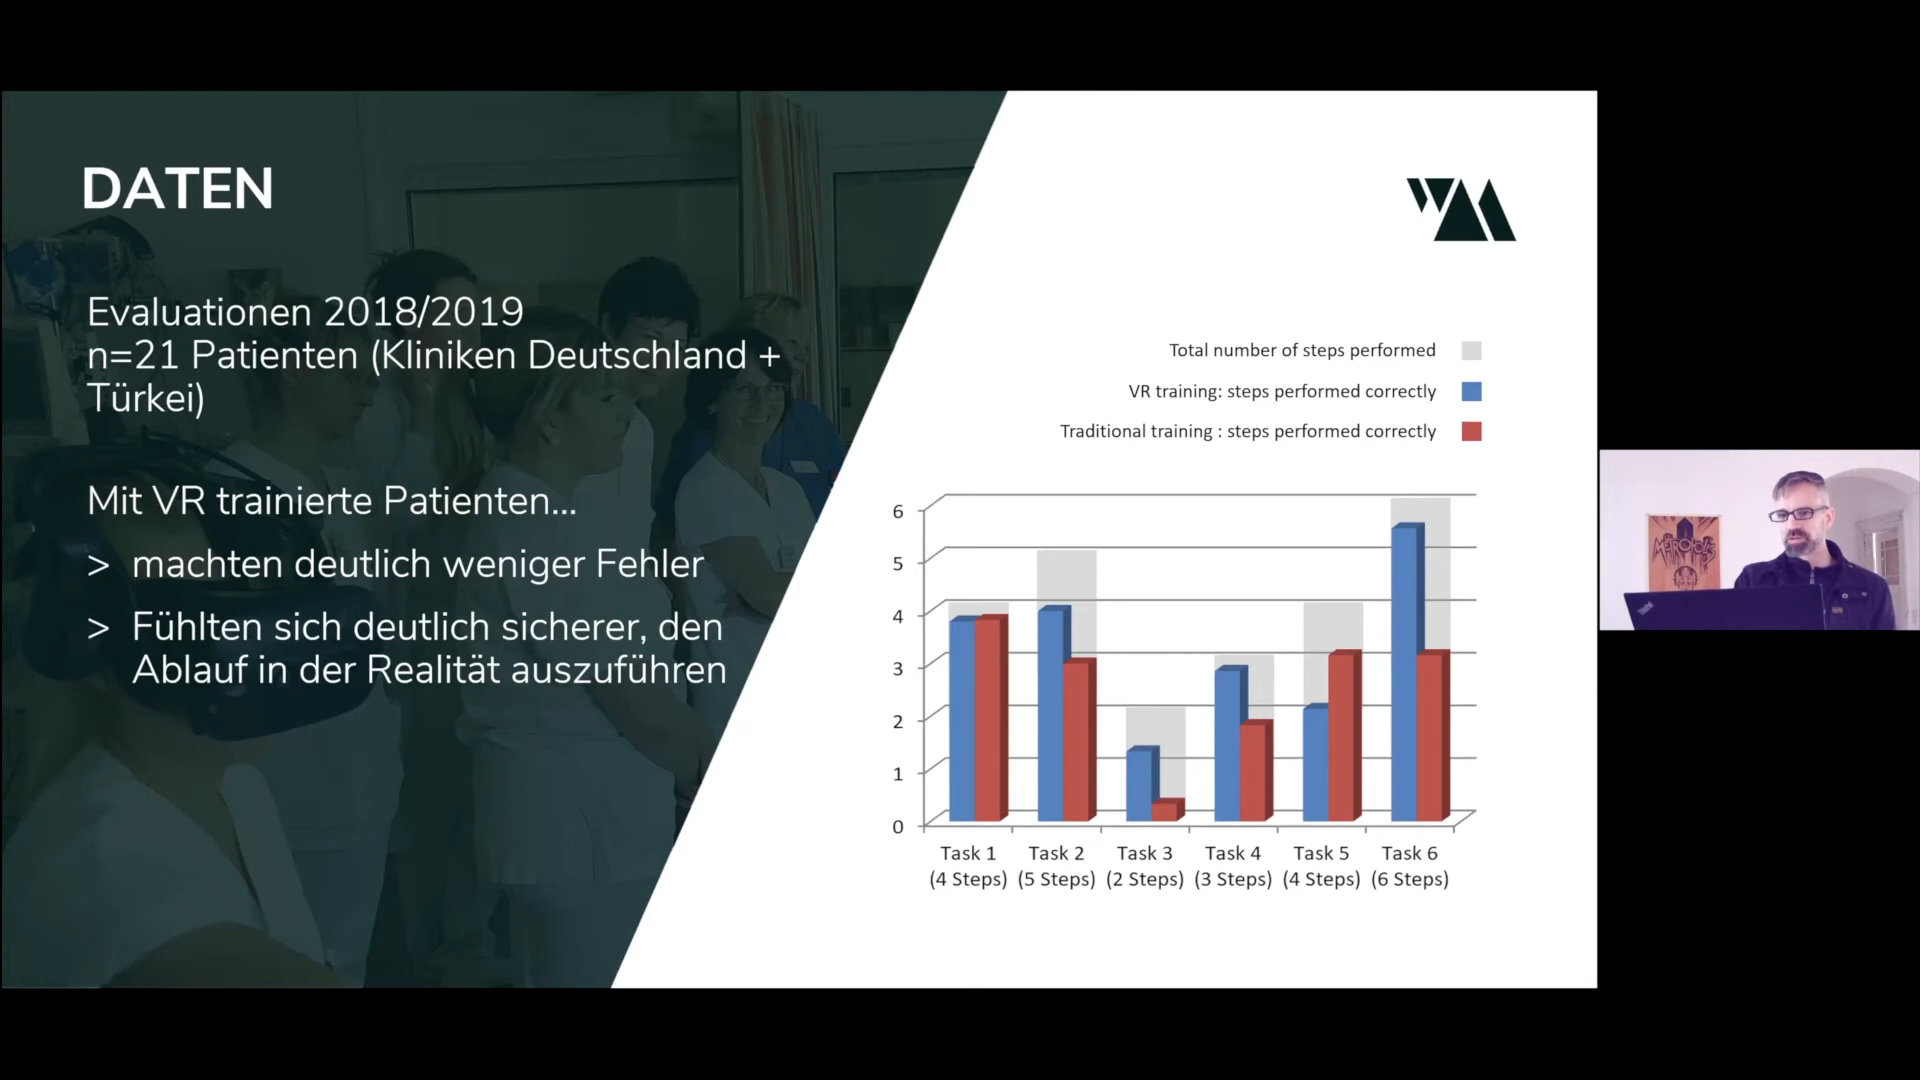 DATEN
Evaluationen 2018/2019
n=21 Patienten (Kliniken Deutschland +
Türkei)
Mit VR trainierte Patienten...
> machten deutlich weniger Fehler
> Fühlten sich deutlich sicherer, den
Ablauf in der Realität auszuführen
Total number of steps performed
VR training: steps performed correctly
Traditional training : steps performed correctly
6
5
4
3
2
1
0
Task 1 Task 2 Task 3 Task 4 Task 5 Task 6
(4 Steps) (5 Steps) (2 Steps) (3 Steps) (4 Steps) (6 Steps)
METROPOLIS